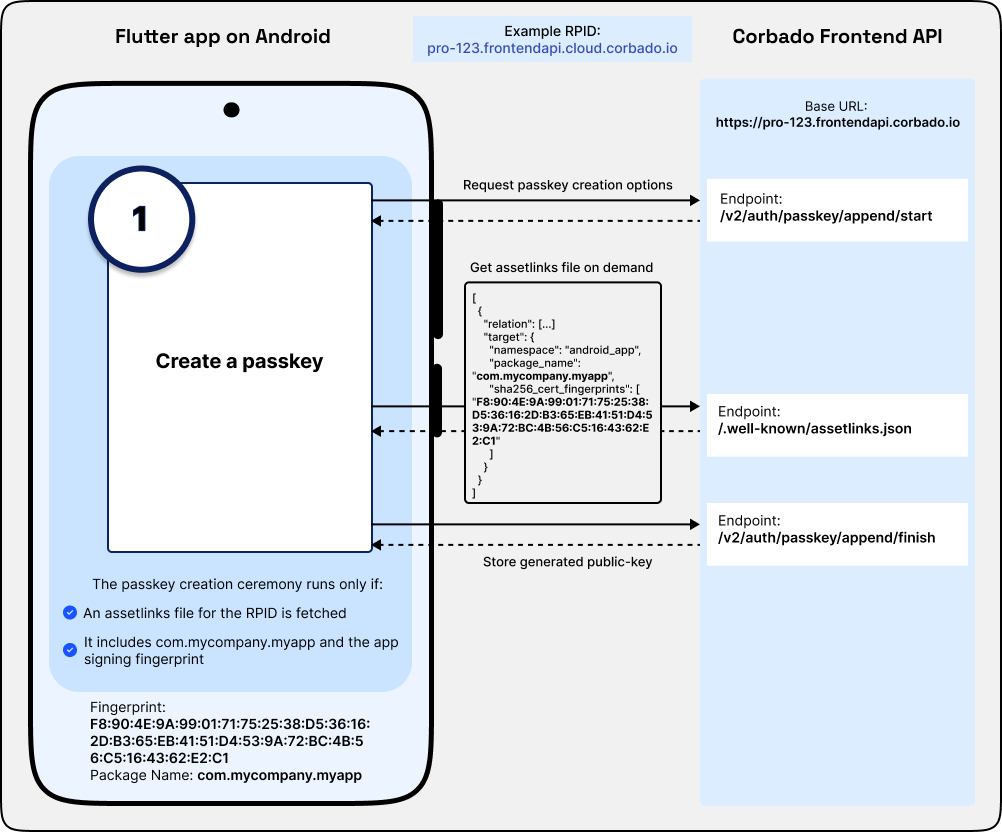 Flutter app on Android
Example RPID:
pro-123.frontendapi.cloud.corbado.io
Corbado Frontend API
Base URL:
https://pro-123.frontendapi.corbado.io
1
Create a passkey
Request passkey creation options
Endpoint:
/v2/auth/passkey/append/start
Get assetlinks file on demand
[
{
"relation": [...]
"target": {
"namespace": "android_app",
"package_name":
"com.mycompany.myapp",
"sha256_cert_fingerprints": [
"F8:90:4E:9A:99:01:71:75:25:38:
D5:36:16:2D:B3:65:EB:41:51:D4:5
3:9A:72:BC:4B:56:C5:16:43:62:E
2:C1"
]
}
}
]
Endpoint:
/.well-known/assetlinks.json
Endpoint:
/v2/auth/passkey/append/finish
Store generated public-key
The passkey creation ceremony runs only if:
An assetlinks file for the RPID is fetched
It includes com.mycompany.myapp and the app
signing fingerprint
Fingerprint:
F8:90:4E:9A:99:01:71:75:25:38:D5:36:16:
2D:B3:65:EB:41:51:D4:53:9A:72:BC:4B:5
6:C5:16:43:62:E2:C1
Package Name: com.mycompany.myapp